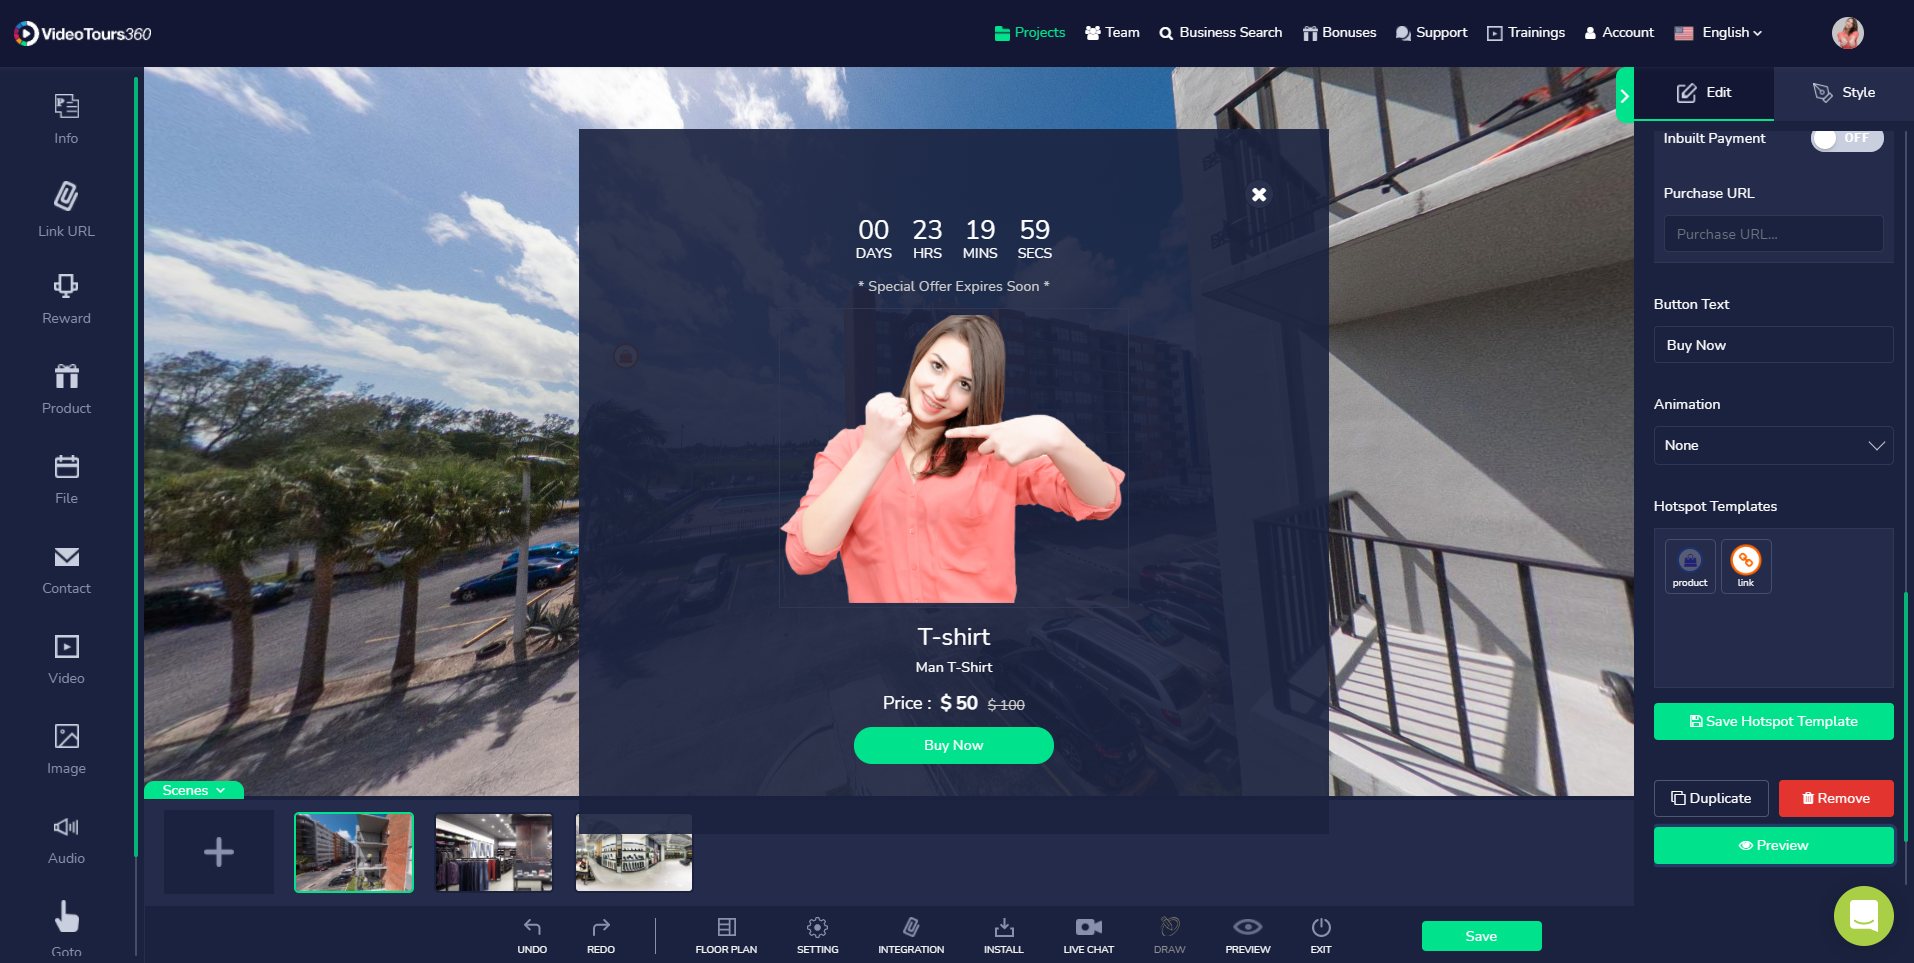 VideoTours360
Projects
Team
Business Search
Bonuses
Support
Trainings
Account
English
Info
Link URL
Reward
Product
File
Contact
Video
Image
Audio
Goto
00 23 19 59
DAYS HRS MINS SECS
* Special Offer Expires Soon *
T-shirt
Man T-Shirt
Price : $ 50 $ 100
Buy Now
Edit
Style
Inbuilt Payment
OFF
Purchase URL
Purchase URL...
Button Text
Buy Now
Animation
None
Hotspot Templates
product
link
Save Hotspot Template
Duplicate
Remove
Preview
Scenes
UNDO
REDO
FLOOR PLAN
SETTING
INTEGRATION
INSTALL
LIVE CHAT
DRAW
PREVIEW
EXIT
Save